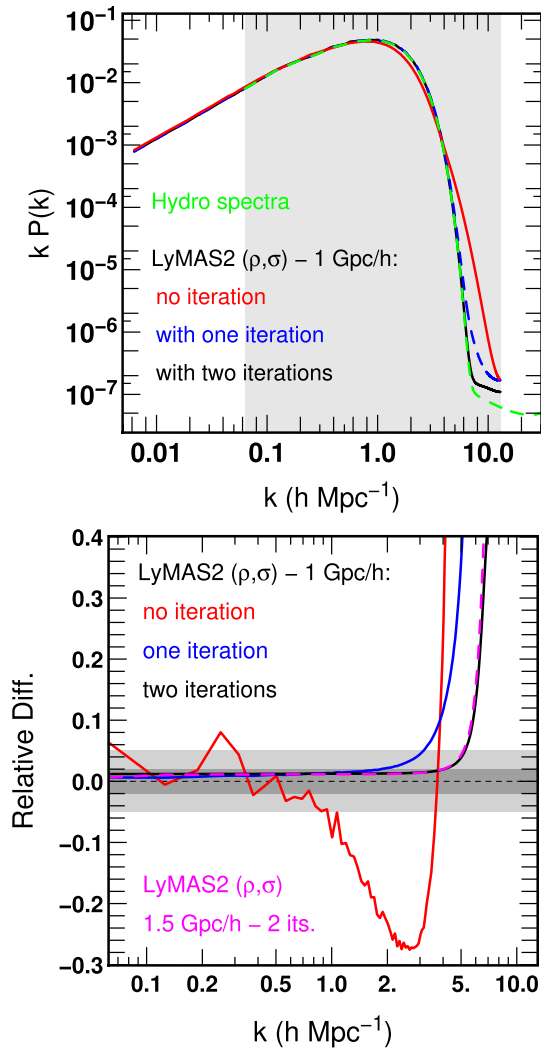 10⁻¹
10⁻²
10⁻³
10⁻⁴
10⁻⁵
10⁻⁶
10⁻⁷
k P(k)
Hydro spectra
LyMAS2 (ρ,σ) − 1 Gpc/h:
no iteration
with one iteration
with two iterations
0.01 0.1 1.0 10.0
k (h Mpc⁻¹)
0.4
0.3
0.2
0.1
0.0
−0.1
−0.2
−0.3
Relative Diff.
LyMAS2 (ρ,σ) − 1 Gpc/h:
no iteration
one iteration
two iterations
LyMAS2 (ρ,σ)
1.5 Gpc/h − 2 its.
0.1 0.5 1.0 2. 5. 10.0
k (h Mpc⁻¹)